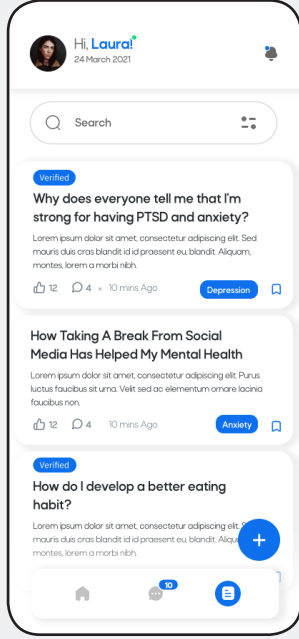 Hi, Laura!
24 March 2021
Search
Verified
Why does everyone tell me that I'm
strong for having PTSD and anxiety?
Lorem ipsum dolor sit amet, consectetur adipiscing elit. Sed
mauris duis cras blandit id id praesent eu, blandit. Aliquam,
montes, lorem a morbi nibh.
12 4 • 10 mins Ago Depression
How Taking A Break From Social
Media Has Helped My Mental Health
Lorem ipsum dolor sit amet, consectetur adipiscing elit. Purus
luctus faucibus sit urna. Velit sed ac elementum ornare lacinia
faucibus non.
12 4 10 mins Ago Anxiety
Verified
How do I develop a better eating
habit?
Lorem ipsum dolor sit amet, consectetur adipiscing elit.
mauris duis cras blandit id id praesent eu, blandit.
montes, lorem a morbi nibh.
10